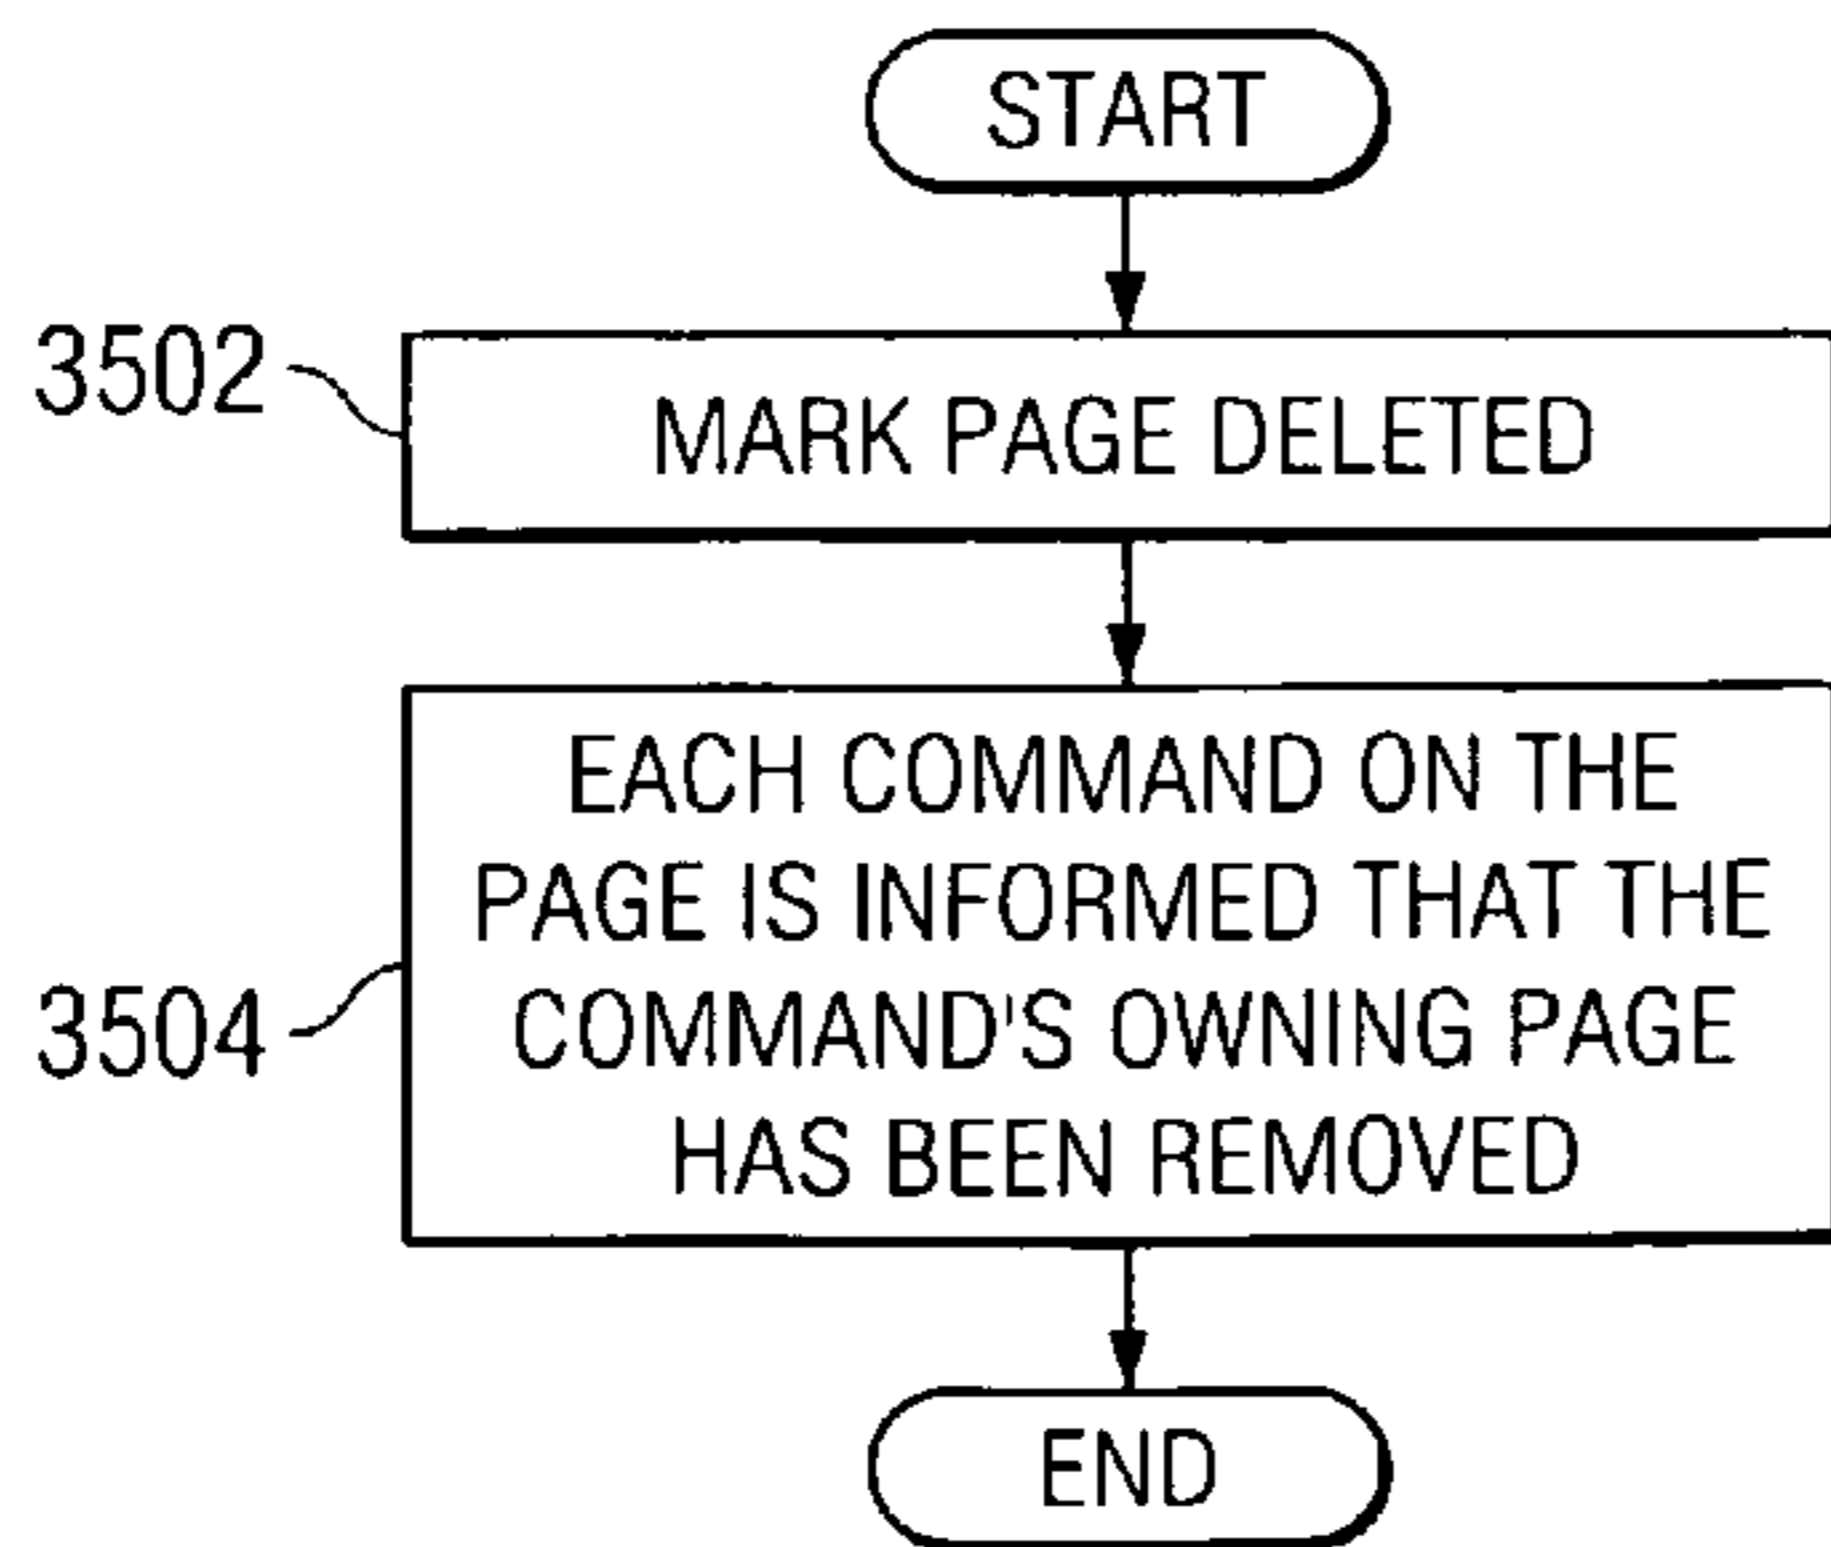 START
3502
MARK PAGE DELETED
EACH COMMAND ON THE
PAGE IS INFORMED THAT THE
COMMAND'S OWNING PAGE
HAS BEEN REMOVED
3504
END